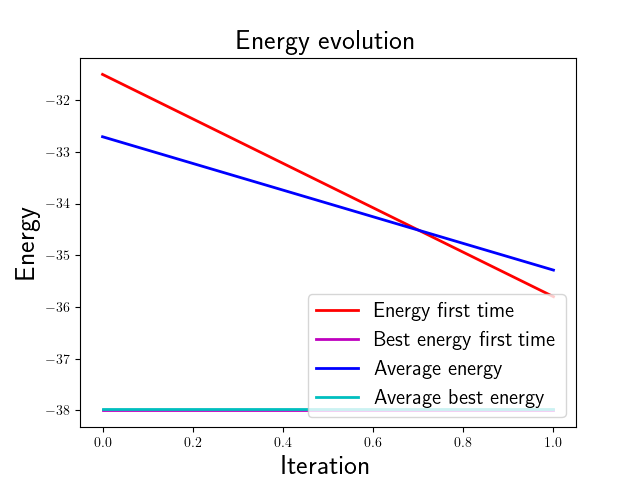 Energy evolution
Energy
−32
−33
−34
−35
−36
−37
−38
Energy first time
Best energy first time
Average energy
Average best energy
0.0 0.2 0.4 0.6 0.8 1.0
Iteration